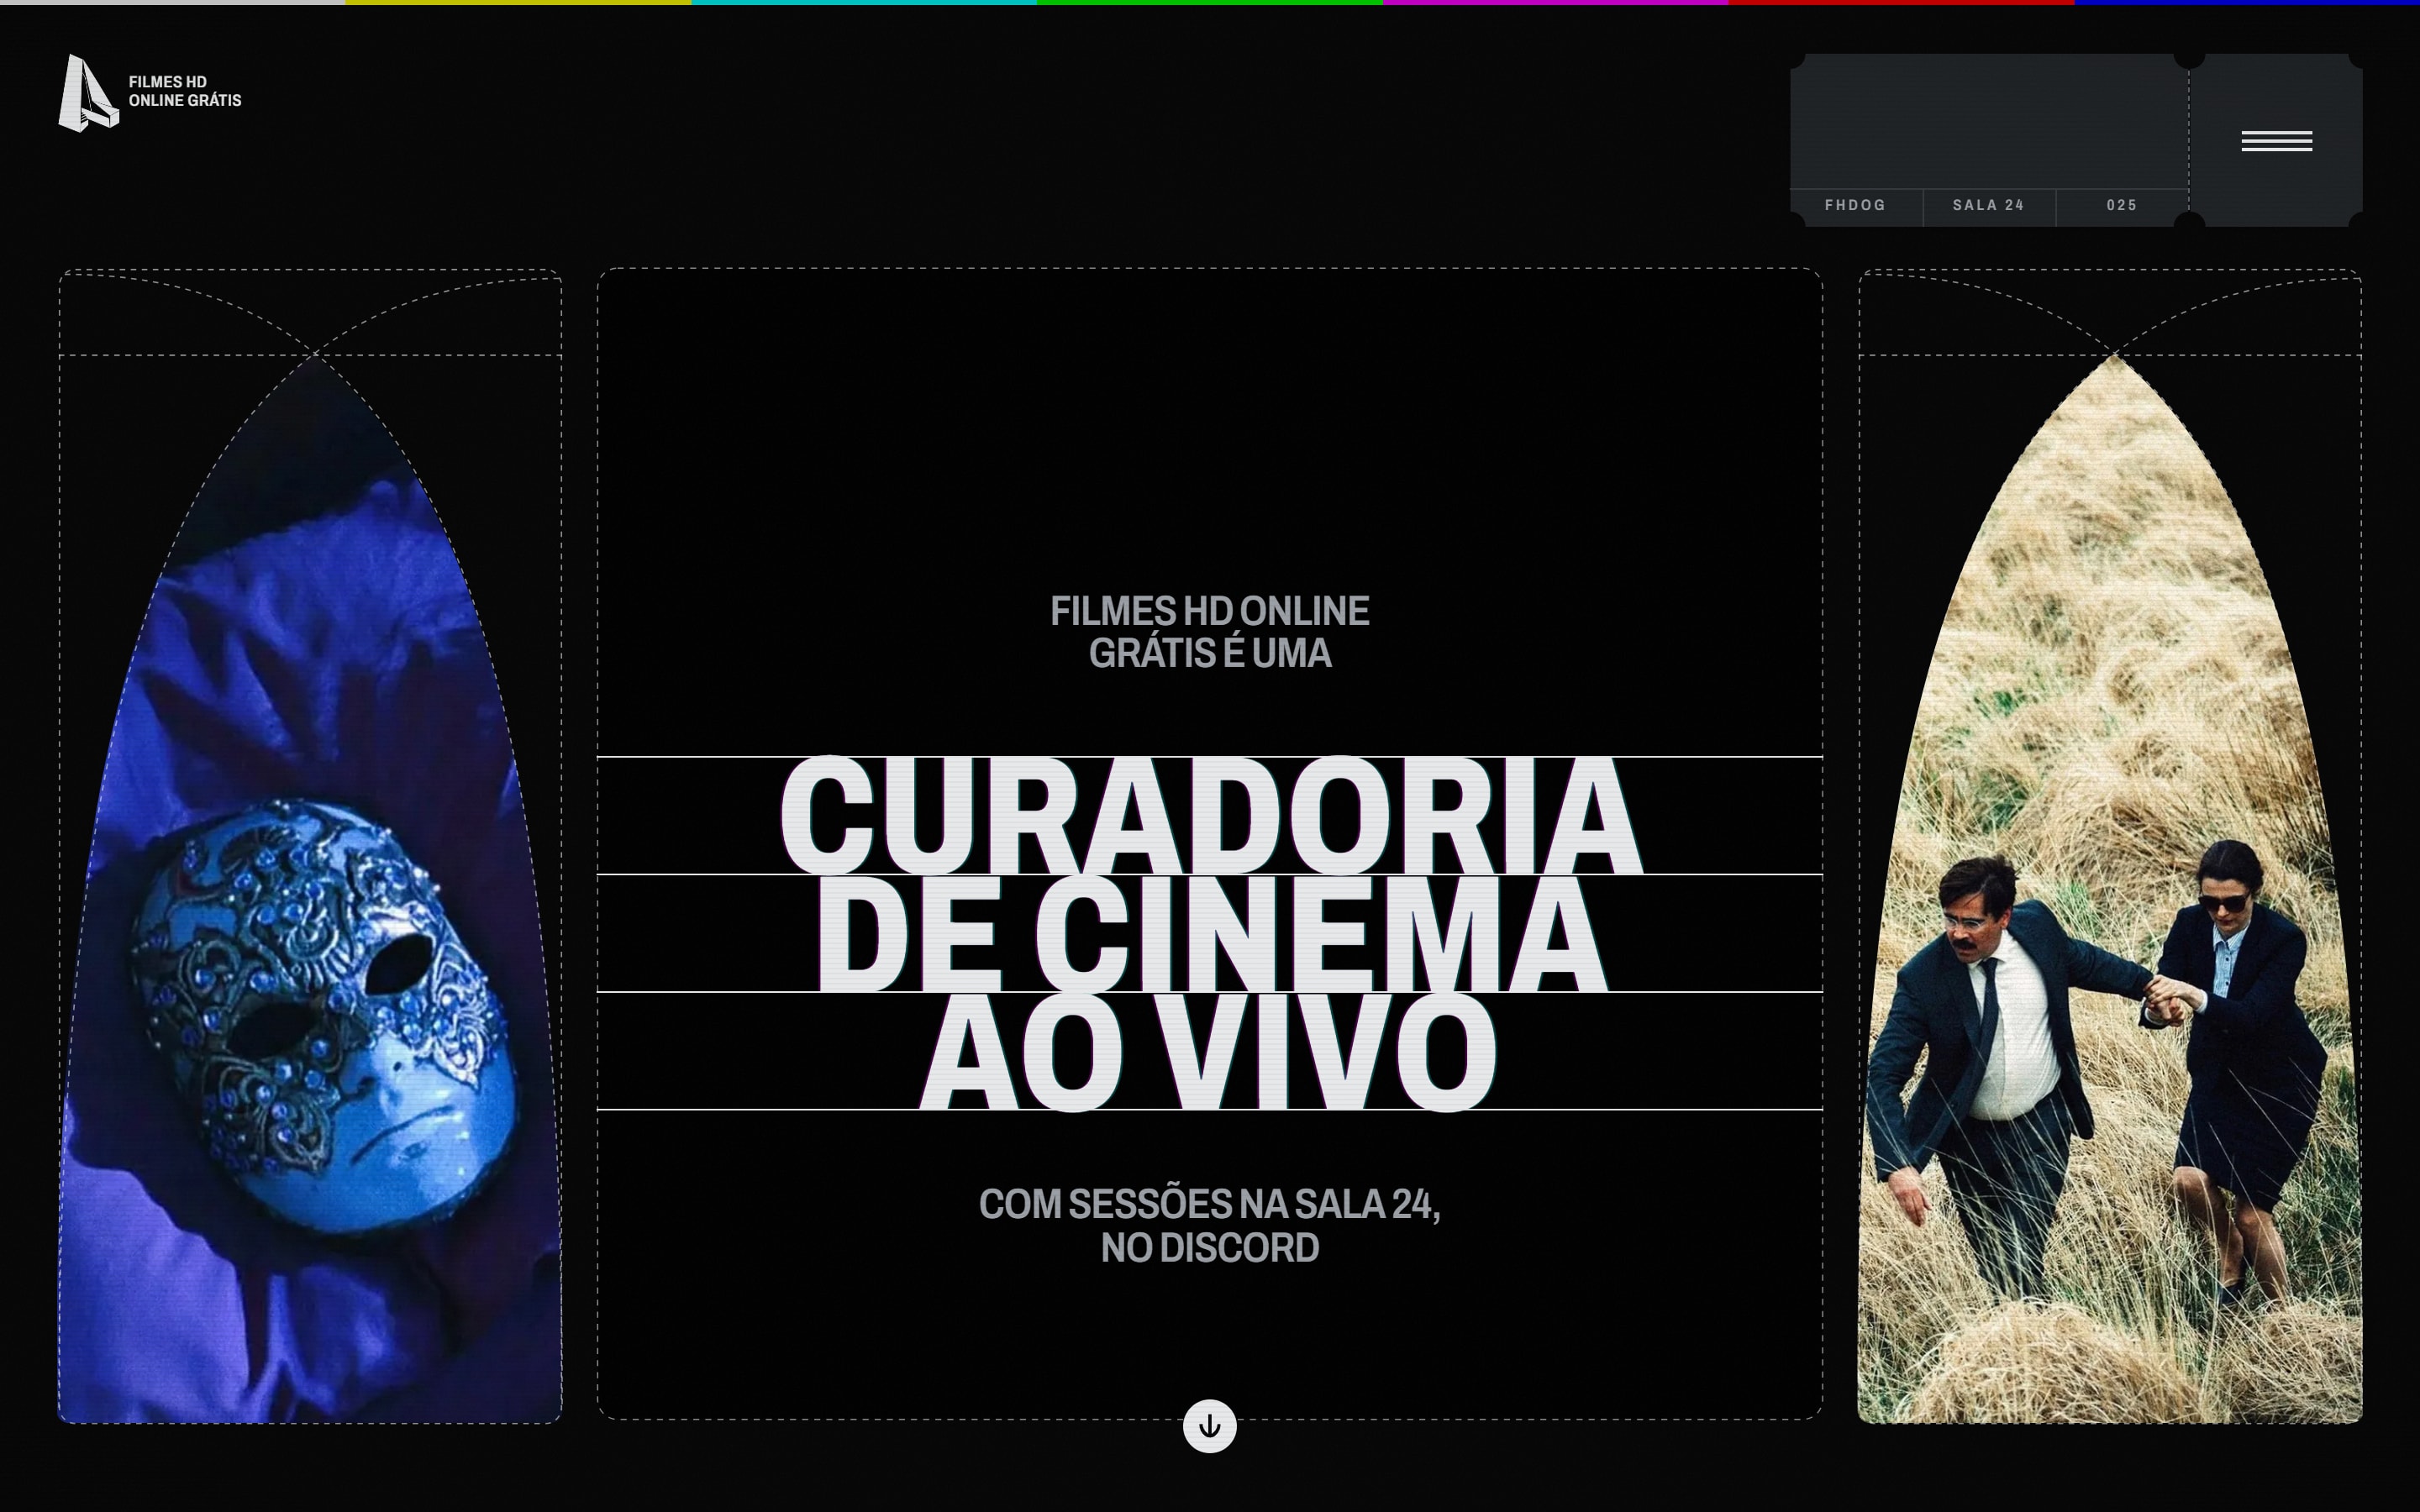 FILMES HD
ONLINE GRÁTIS
FHDOG
SALA 24
025
FILMES HD ONLINE
GRÁTIS É UMA
CURADORIA
DE CINEMA
AO VIVO
COM SESSÕES NA SALA 24,
NO DISCORD